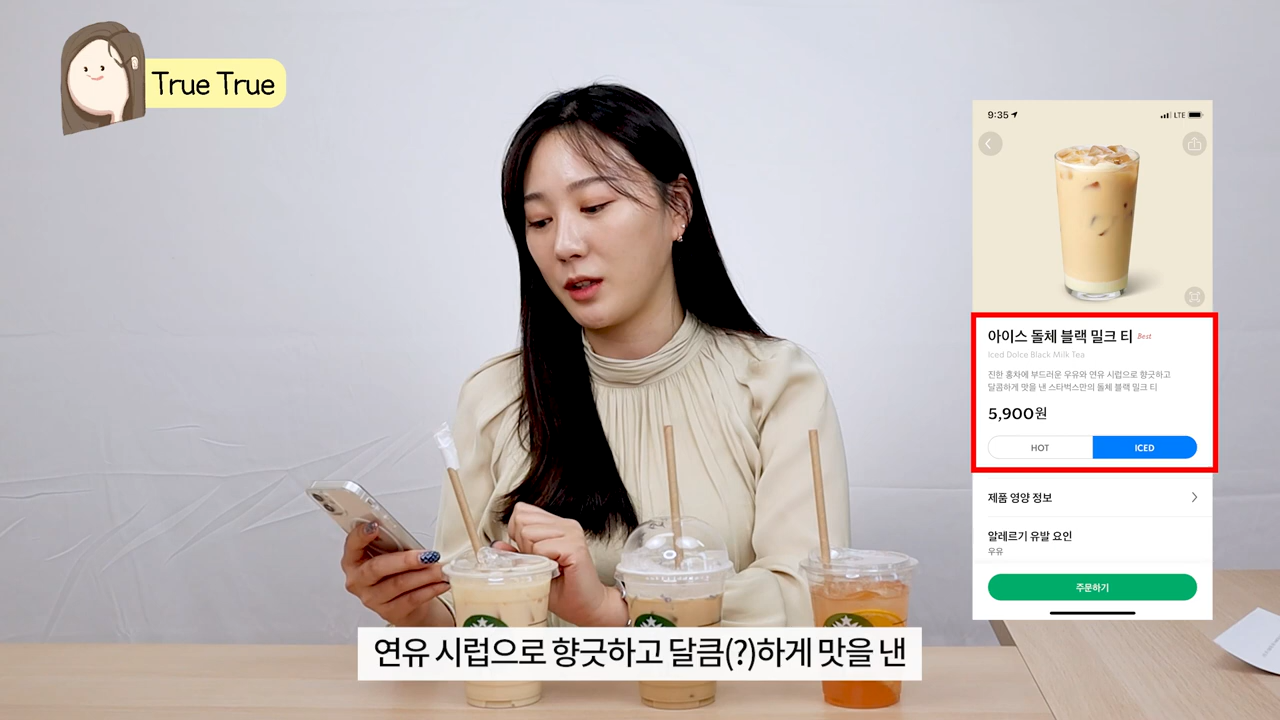 True True
9:35
LTE
아이스 돌체 블랙 밀크 티 Best
Iced Dolce Black Milk Tea
진한 홍차에 부드러운 우유와 연유 시럽으로 향긋하고
달콤하게 맛을 낸 스타벅스만의 돌체 블랙 밀크 티
5,900원
HOT ICED
제품 영양 정보
알레르기 유발 요인
우유
주문하기
연유 시럽으로 향긋하고 달큼(?)하게 맛을 낸